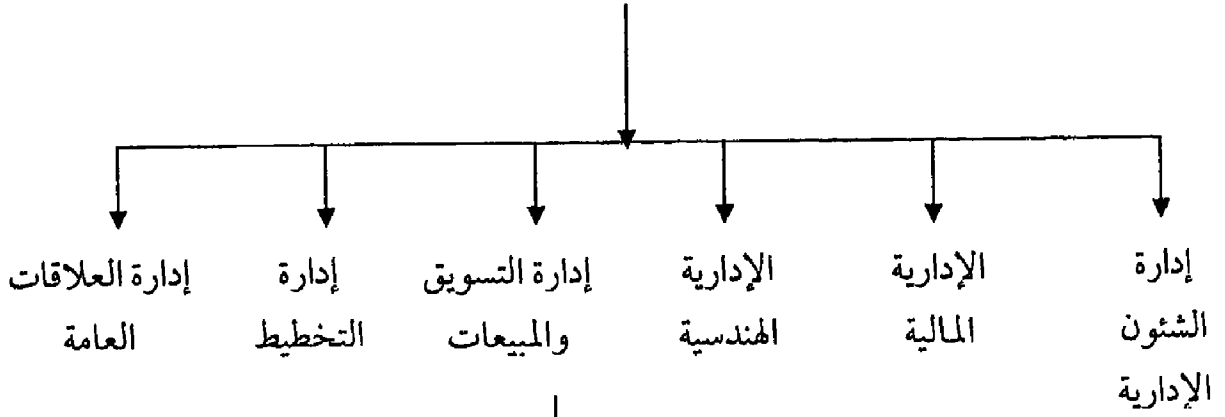 إدارة
الشئون
الإدارية
الإدارية
المالية
الإدارية
الهندسية
إدارة التسويق
والمبيعات
إدارة
التخطيط
إدارة العلاقات
العامة